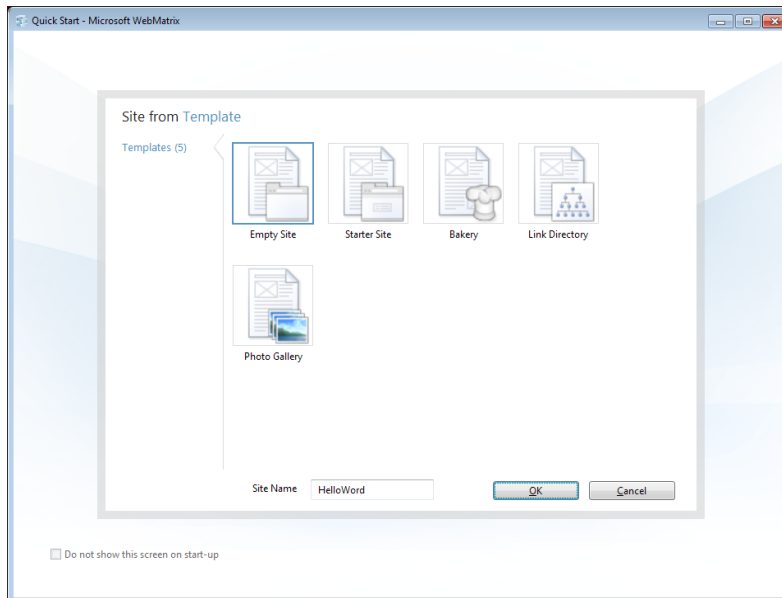 Quick Start - Microsoft WebMatrix
Site from Template
Templates (5)
Empty Site
Starter Site
Bakery
Link Directory
Photo Gallery
Site Name
HelloWord
OK
Cancel
Do not show this screen on start-up